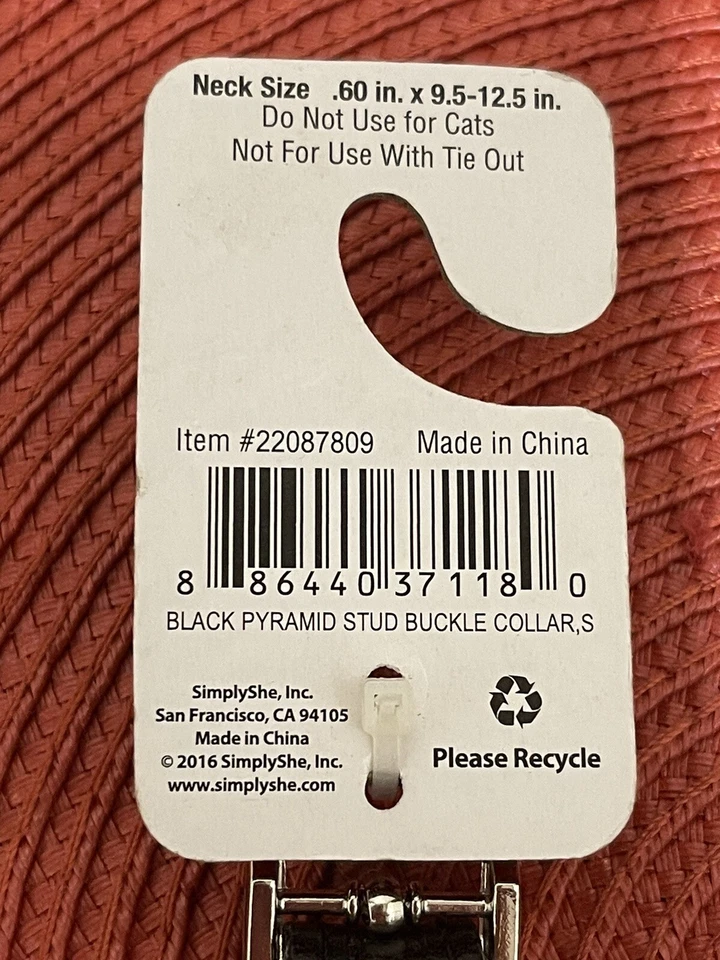 Neck Size .60 in. x 9.5-12.5 in.
Do Not Use for Cats
Not For Use With Tie Out
Item #22087809 Made in China
8 86440 37118 0
BLACK PYRAMID STUD BUCKLE COLLAR,S
SimplyShe, Inc.
San Francisco, CA 94105
Made in China
© 2016 SimplyShe, Inc.
www.simplyshe.com
Please Recycle